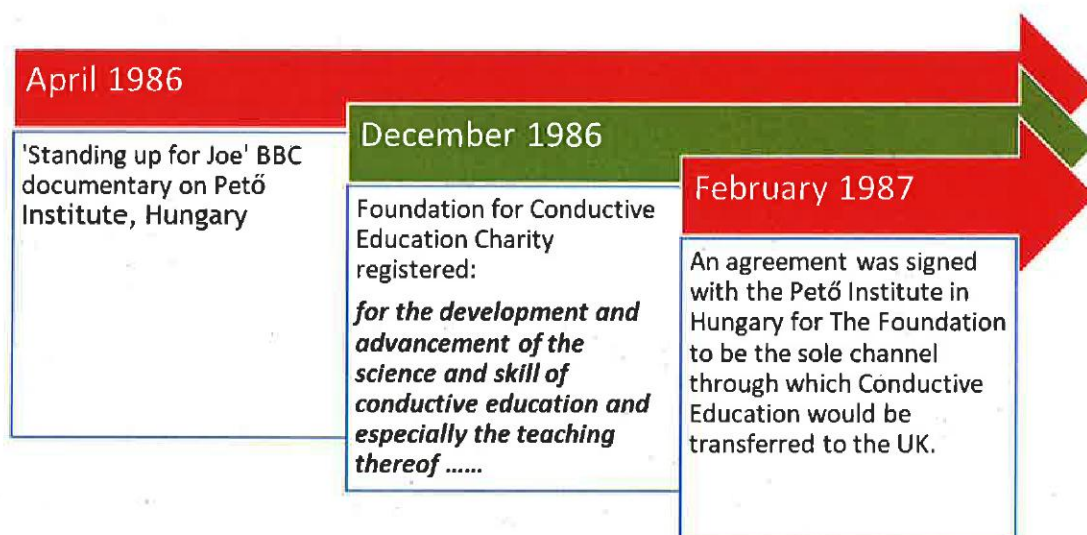 April 1986
'Standing up for Joe' BBC
documentary on Pető
Institute, Hungary
December 1986
Foundation for Conductive
Education Charity
registered:
for the development and
advancement of the
science and skill of
conductive education and
especially the teaching
thereof ......
February 1987
An agreement was signed
with the Pető Institute in
Hungary for The Foundation
to be the sole channel
through which Conductive
Education would be
transferred to the UK.